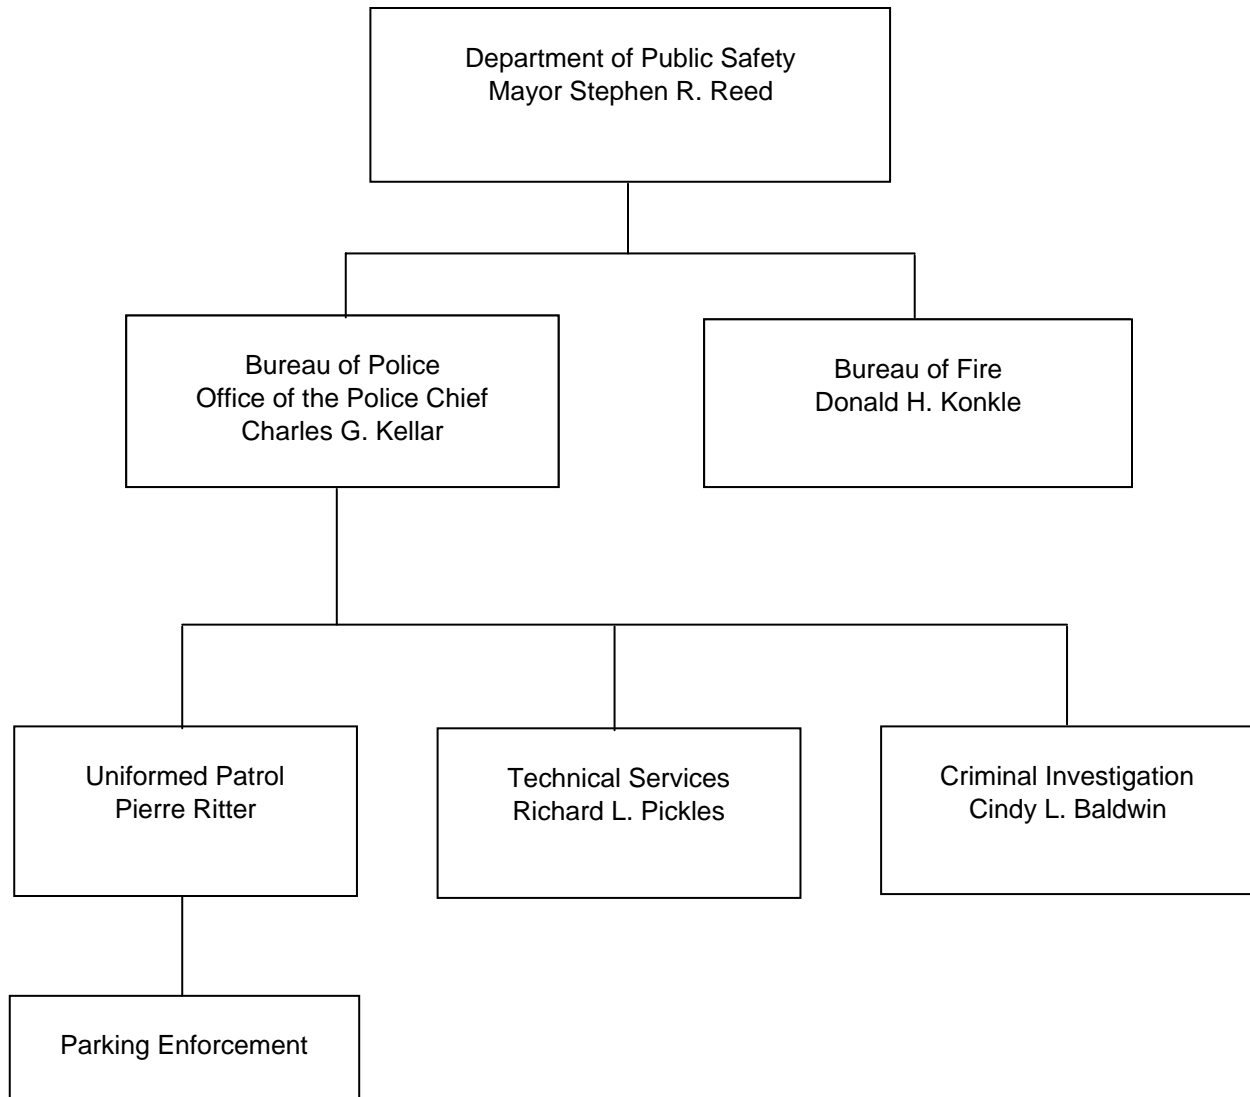 Department of Public Safety
Mayor Stephen R. Reed
Bureau of Police
Office of the Police Chief
Charles G. Kellar
Bureau of Fire
Donald H. Konkle
Uniformed Patrol
Pierre Ritter
Technical Services
Richard L. Pickles
Criminal Investigation
Cindy L. Baldwin
Parking Enforcement